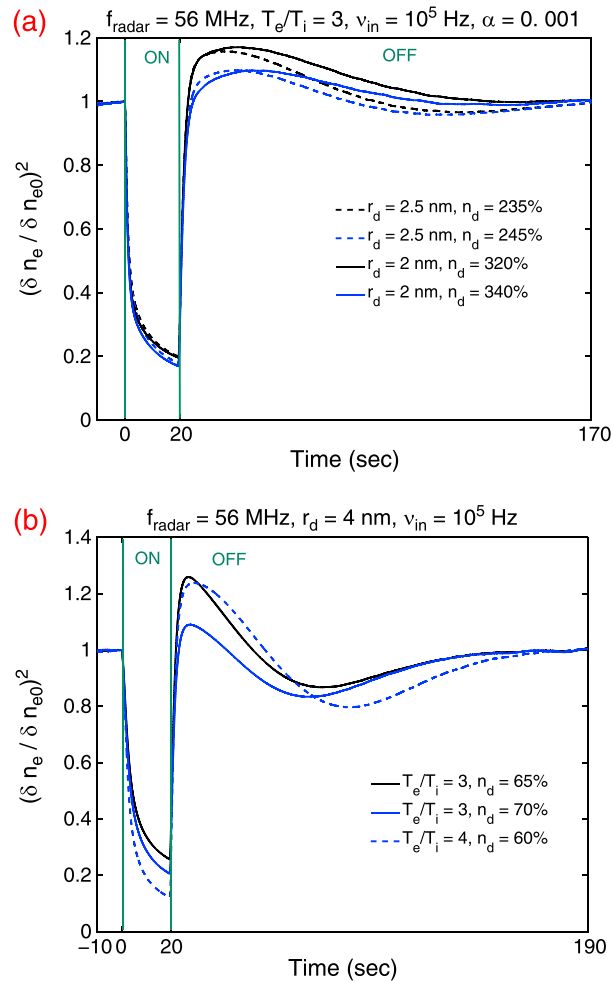 (a)
f_radar = 56 MHz, T_e/T_i = 3, ν_in = 10^5 Hz, α = 0. 001
ON
OFF
1.2
1
0.8
0.6
0.4
0.2
0
(δ n_e / δ n_e0)^2
r_d = 2.5 nm, n_d = 235%
r_d = 2.5 nm, n_d = 245%
r_d = 2 nm, n_d = 320%
r_d = 2 nm, n_d = 340%
0 20 170
Time (sec)
(b)
f_radar = 56 MHz, r_d = 4 nm, ν_in = 10^5 Hz
ON
OFF
1.4
1.2
1
0.8
0.6
0.4
0.2
0
(δ n_e / δ n_e0)^2
T_e/T_i = 3, n_d = 65%
T_e/T_i = 3, n_d = 70%
T_e/T_i = 4, n_d = 60%
−10 0 20 190
Time (sec)